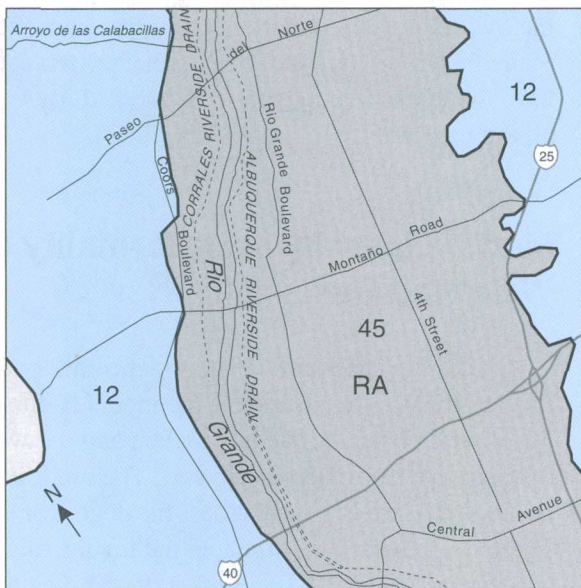 Arroyo de las Calabacillas
CORRALES RIVERSIDE DRAIN
Paseo del Norte
12
25
Coors Boulevard
Rio Grande Boulevard
ALBUQUERQUE RIVERSIDE DRAIN
Rio Grande
Montaño Road
4th Street
45
RA
12
N
Central Avenue
40